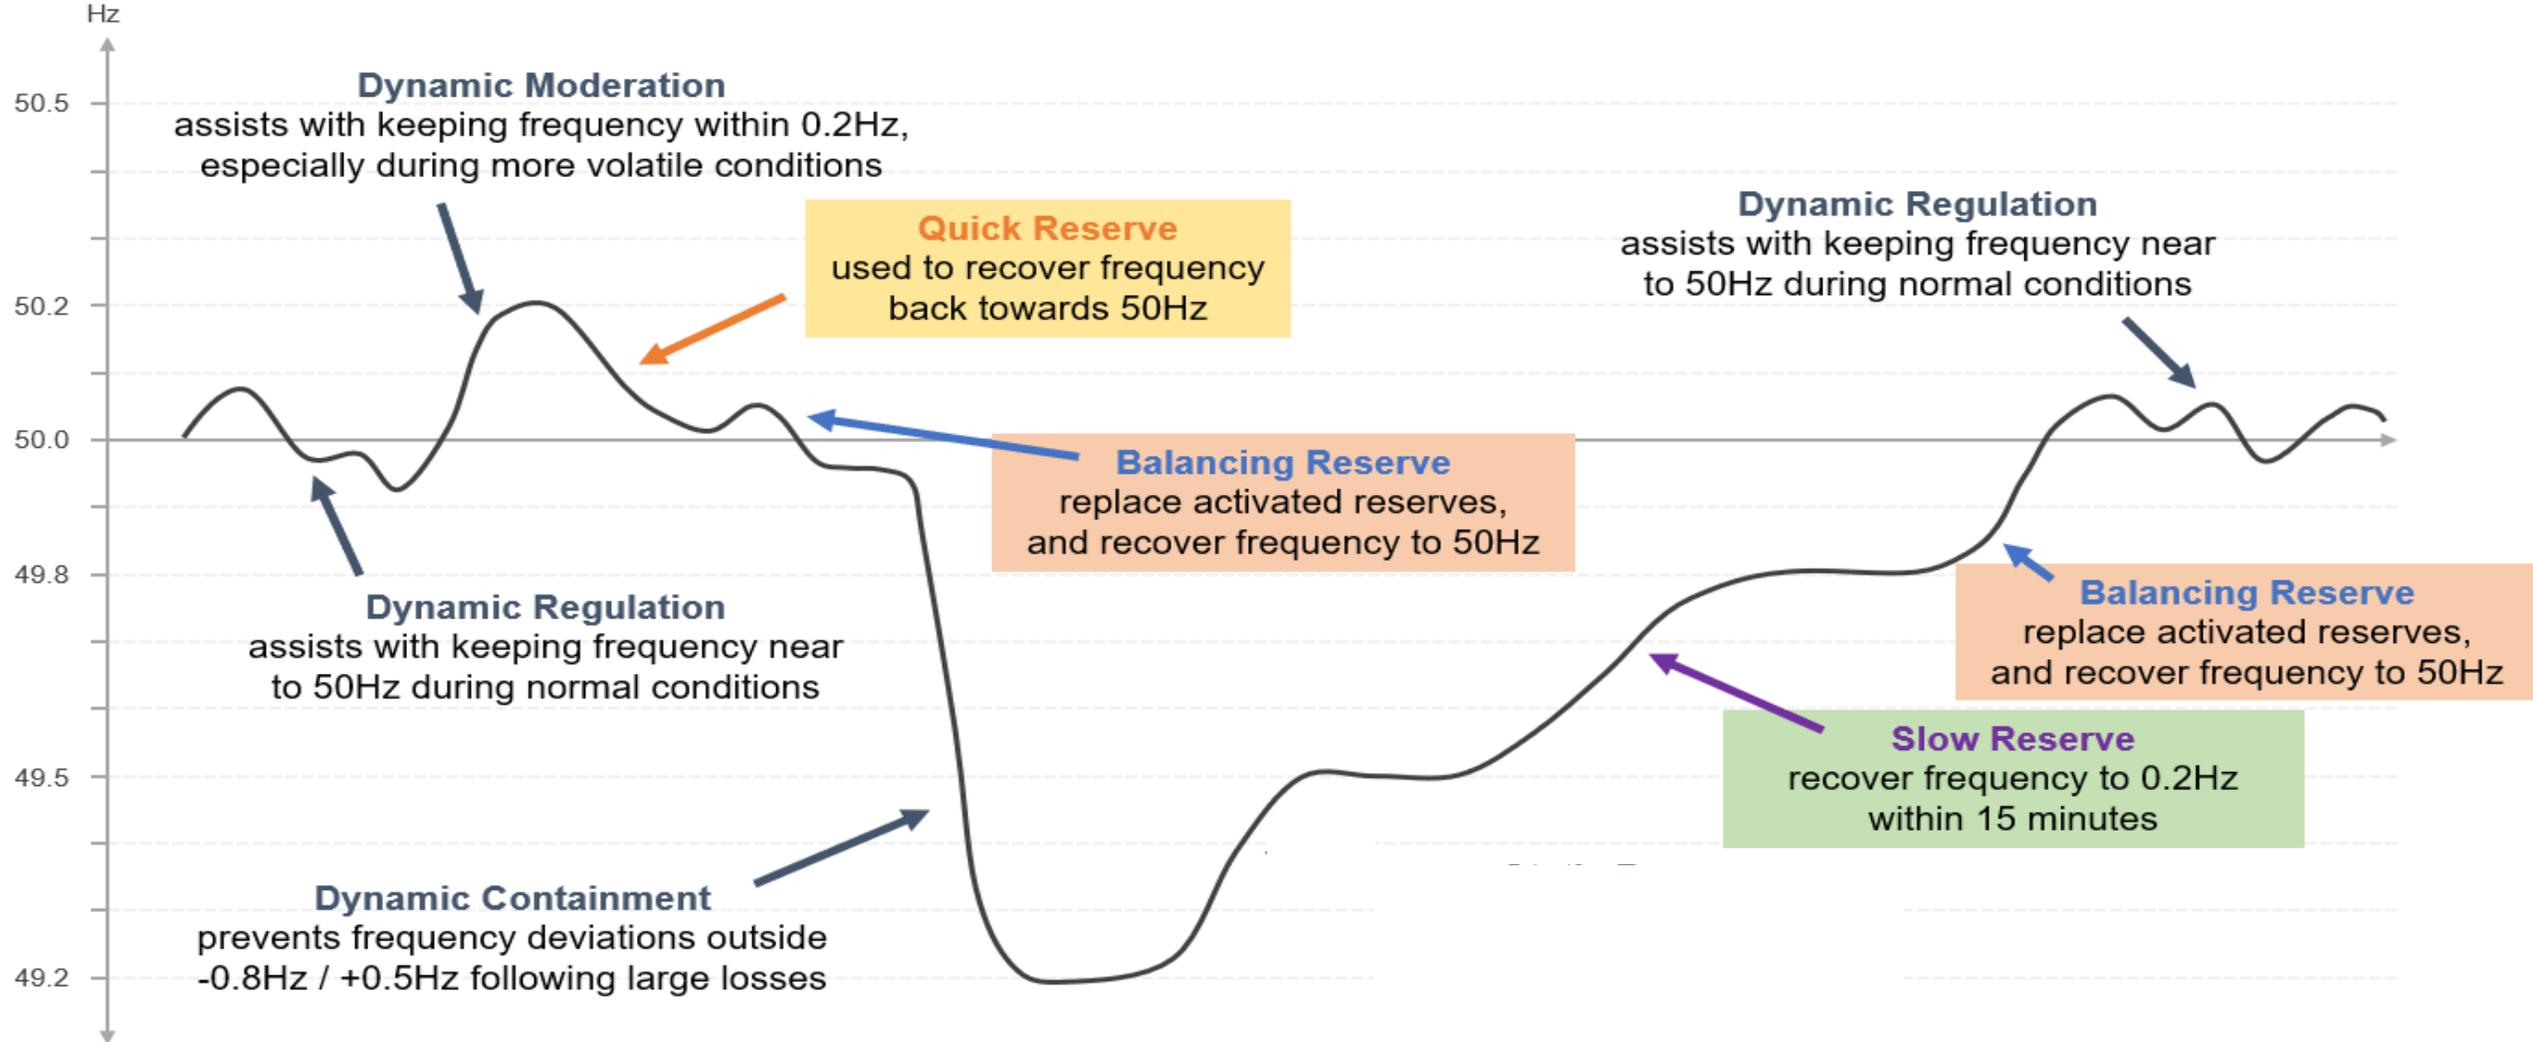 Hz
50.5
50.2
50.0
49.8
49.5
49.2
Dynamic Moderation
assists with keeping frequency within 0.2Hz,
especially during more volatile conditions
Quick Reserve
used to recover frequency
back towards 50Hz
Dynamic Regulation
assists with keeping frequency near
to 50Hz during normal conditions
Balancing Reserve
replace activated reserves,
and recover frequency to 50Hz
Dynamic Regulation
assists with keeping frequency near
to 50Hz during normal conditions
Balancing Reserve
replace activated reserves,
and recover frequency to 50Hz
Slow Reserve
recover frequency to 0.2Hz
within 15 minutes
Dynamic Containment
prevents frequency deviations outside
-0.8Hz / +0.5Hz following large losses